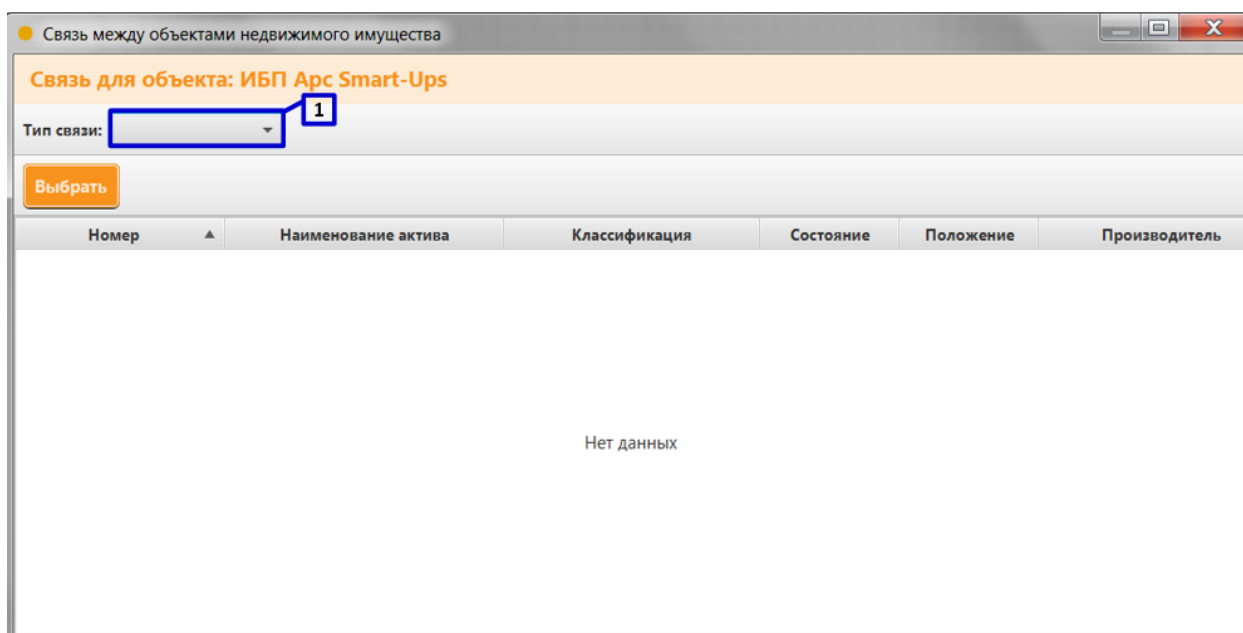 Связь между объектами недвижимого имущества
Связь для объекта: ИБП Apc Smart-Ups
1
Тип связи:
Выбрать
Номер Наименование актива Классификация Состояние Положение Производитель
Нет данных